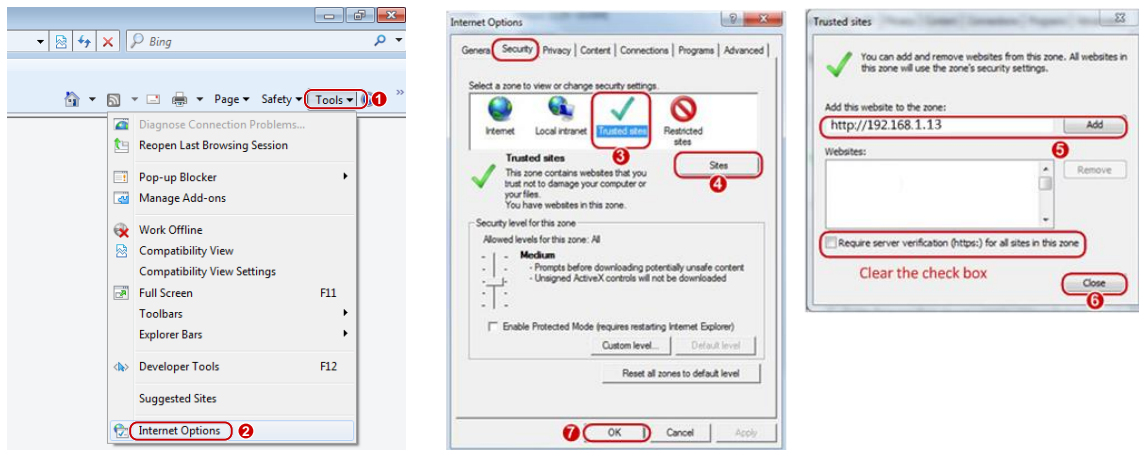 Bing
Page
Safety
Tools
1
Diagnose Connection Problems...
Reopen Last Browsing Session
Pop-up Blocker
Manage Add-ons
Work Offline
Compatibility View
Compatibility View Settings
Full Screen F11
Toolbars
Explorer Bars
Developer Tools F12
Suggested Sites
Internet Options 2
Internet Options
General Security Privacy Content Connections Programs Advanced
Select a zone to view or change security settings.
Internet Local intranet Trusted sites Restricted
sites
3
Trusted sites
Sites
4
This zone contains websites that you
trust not to damage your computer or
your files.
You have websites in this zone.
Security level for this zone
Allowed levels for this zone: All
Medium
- Prompts before downloading potentially unsafe content
- Unsigned ActiveX controls will not be downloaded
Enable Protected Mode (requires restarting Internet Explorer)
Custom level... Default level
Reset all zones to default level
7 OK Cancel Apply
Trusted sites
You can add and remove websites from this zone. All websites in
this zone will use the zone's security settings.
Add this website to the zone:
http://192.168.1.13 Add
5
Websites:
Remove
Require server verification (https:) for all sites in this zone
Clear the check box
Close
6